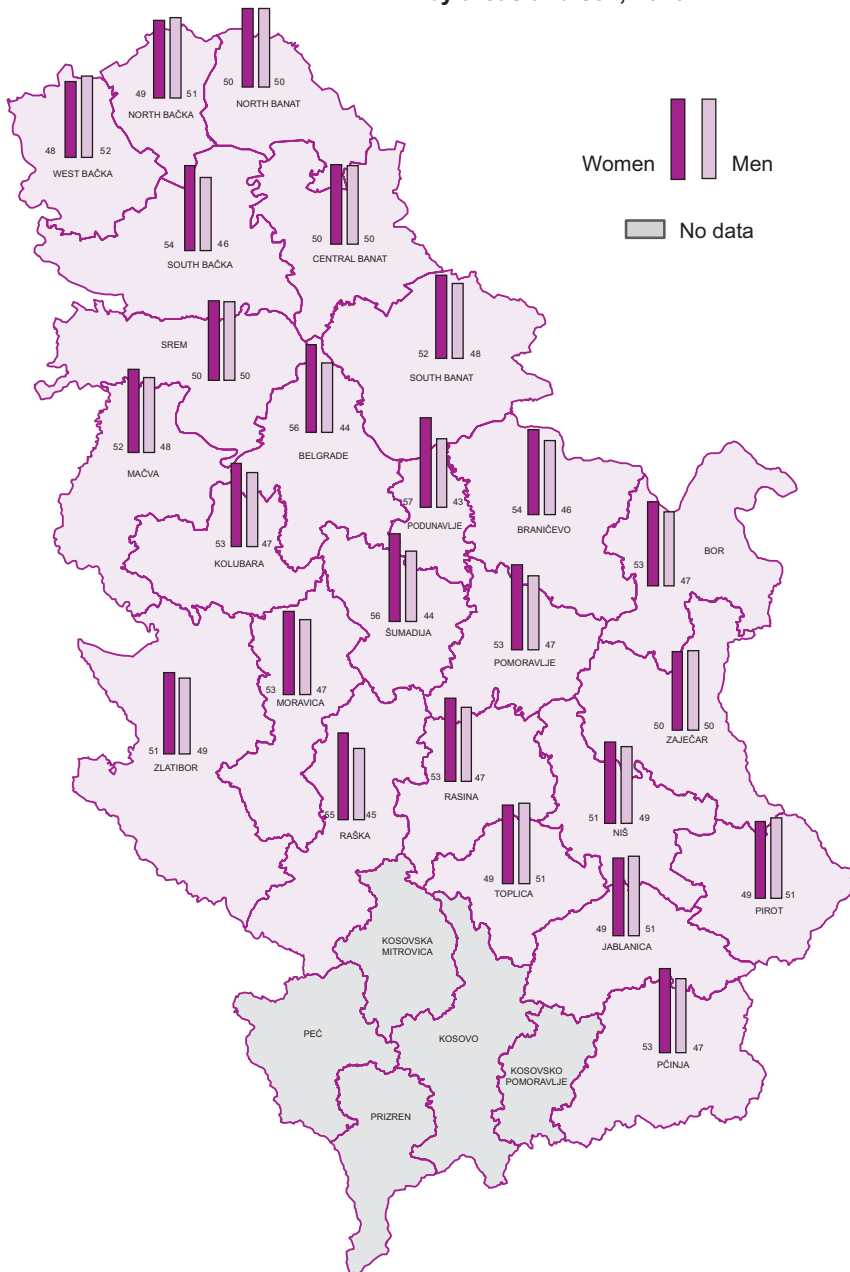 50
50
NORTH BANAT
49
51
NORTH BAČKA
48
52
WEST BAČKA
Women
Men
No data
54
46
SOUTH BAČKA
50
50
CENTRAL BANAT
SREM
50
50
52
48
SOUTH BANAT
52
48
MAČVA
56
44
BELGRADE
57
43
PODUNAVLJE
54
46
BRANIČEVO
53
47
BOR
53
47
KOLUBARA
56
44
ŠUMADIJA
53
47
POMORAVLJE
53
47
MORAVICA
50
50
ZAJEČAR
51
49
ZLATIBOR
53
47
RASINA
55
45
RAŠKA
51
49
NIŠ
49
51
TOPLICA
49
51
PIROT
49
51
JABLANICA
KOSOVSKA
MITROVICA
PEČ
KOSOVO
KOSOVSKO
POMORAVLJE
PRIZREN
53
47
PČINJA